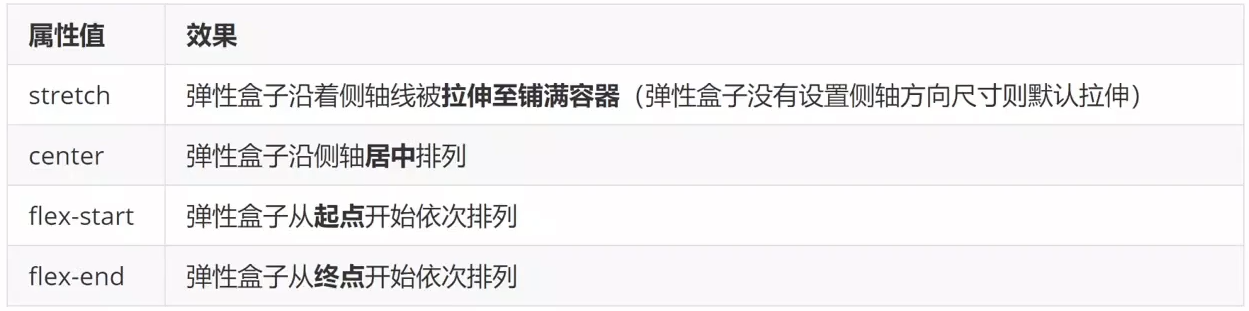 属性值 效果
stretch 弹性盒子沿着侧轴线被拉伸至铺满容器（弹性盒子没有设置侧轴方向尺寸则默认拉伸）
center 弹性盒子沿侧轴居中排列
flex-start 弹性盒子从起点开始依次排列
flex-end 弹性盒子从终点开始依次排列